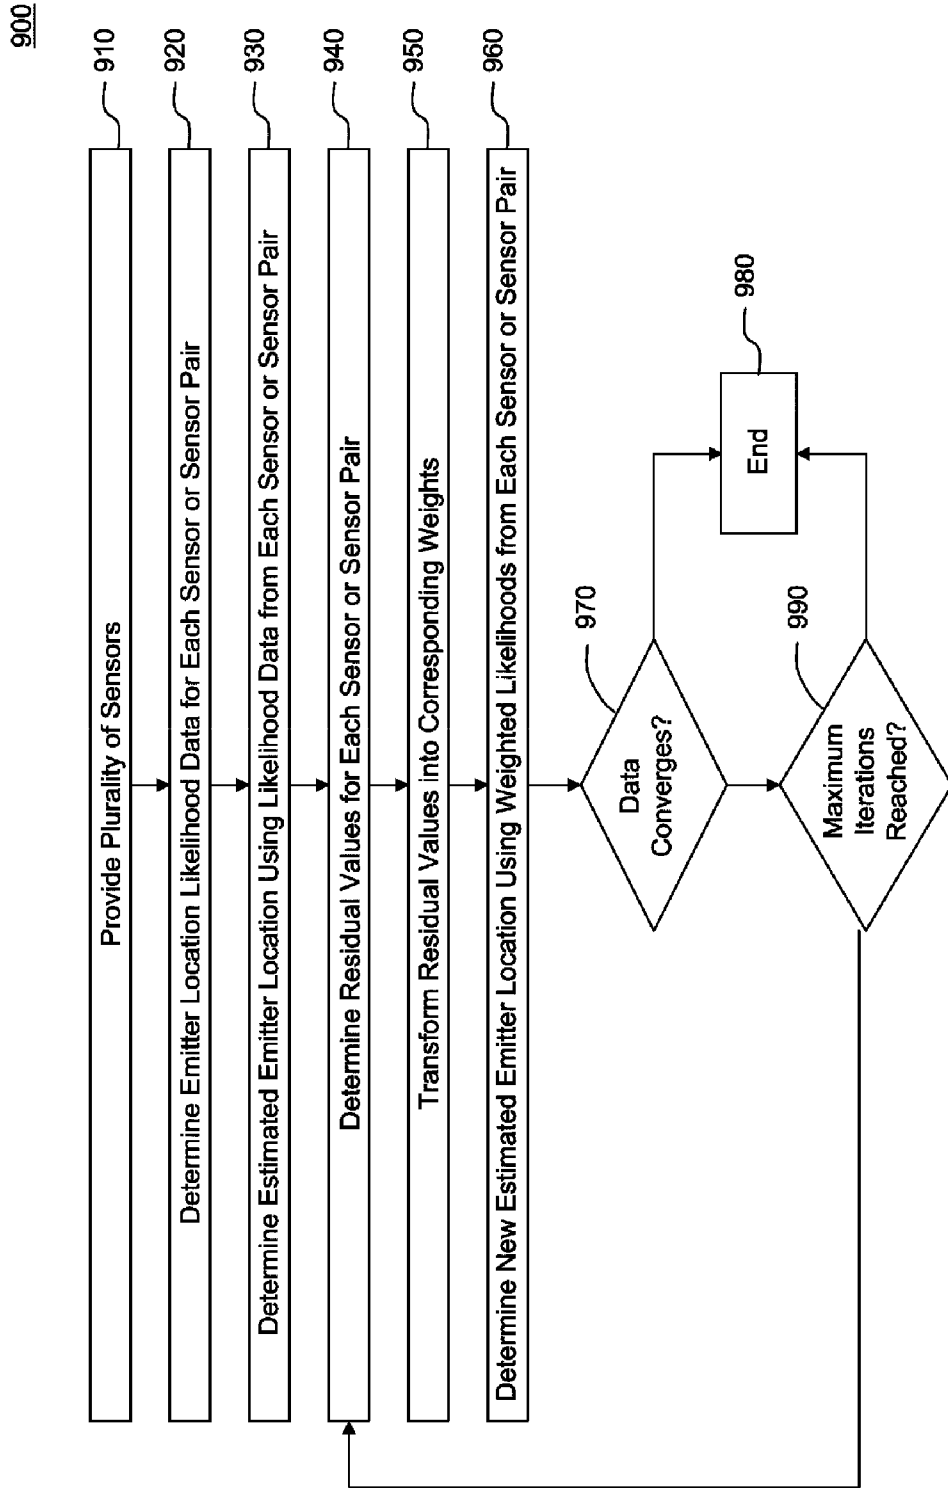 900
Provide Plurality of Sensors
910
Determine Emitter Location Likelihood Data for Each Sensor or Sensor Pair
920
Determine Estimated Emitter Location Using Likelihood Data from Each Sensor or Sensor Pair
930
Determine Residual Values for Each Sensor or Sensor Pair
940
Transform Residual Values into Corresponding Weights
950
Determine New Estimated Emitter Location Using Weighted Likelihoods from Each Sensor or Sensor Pair
960
Data
Converges?
970
End
980
Maximum
Iterations
Reached?
990